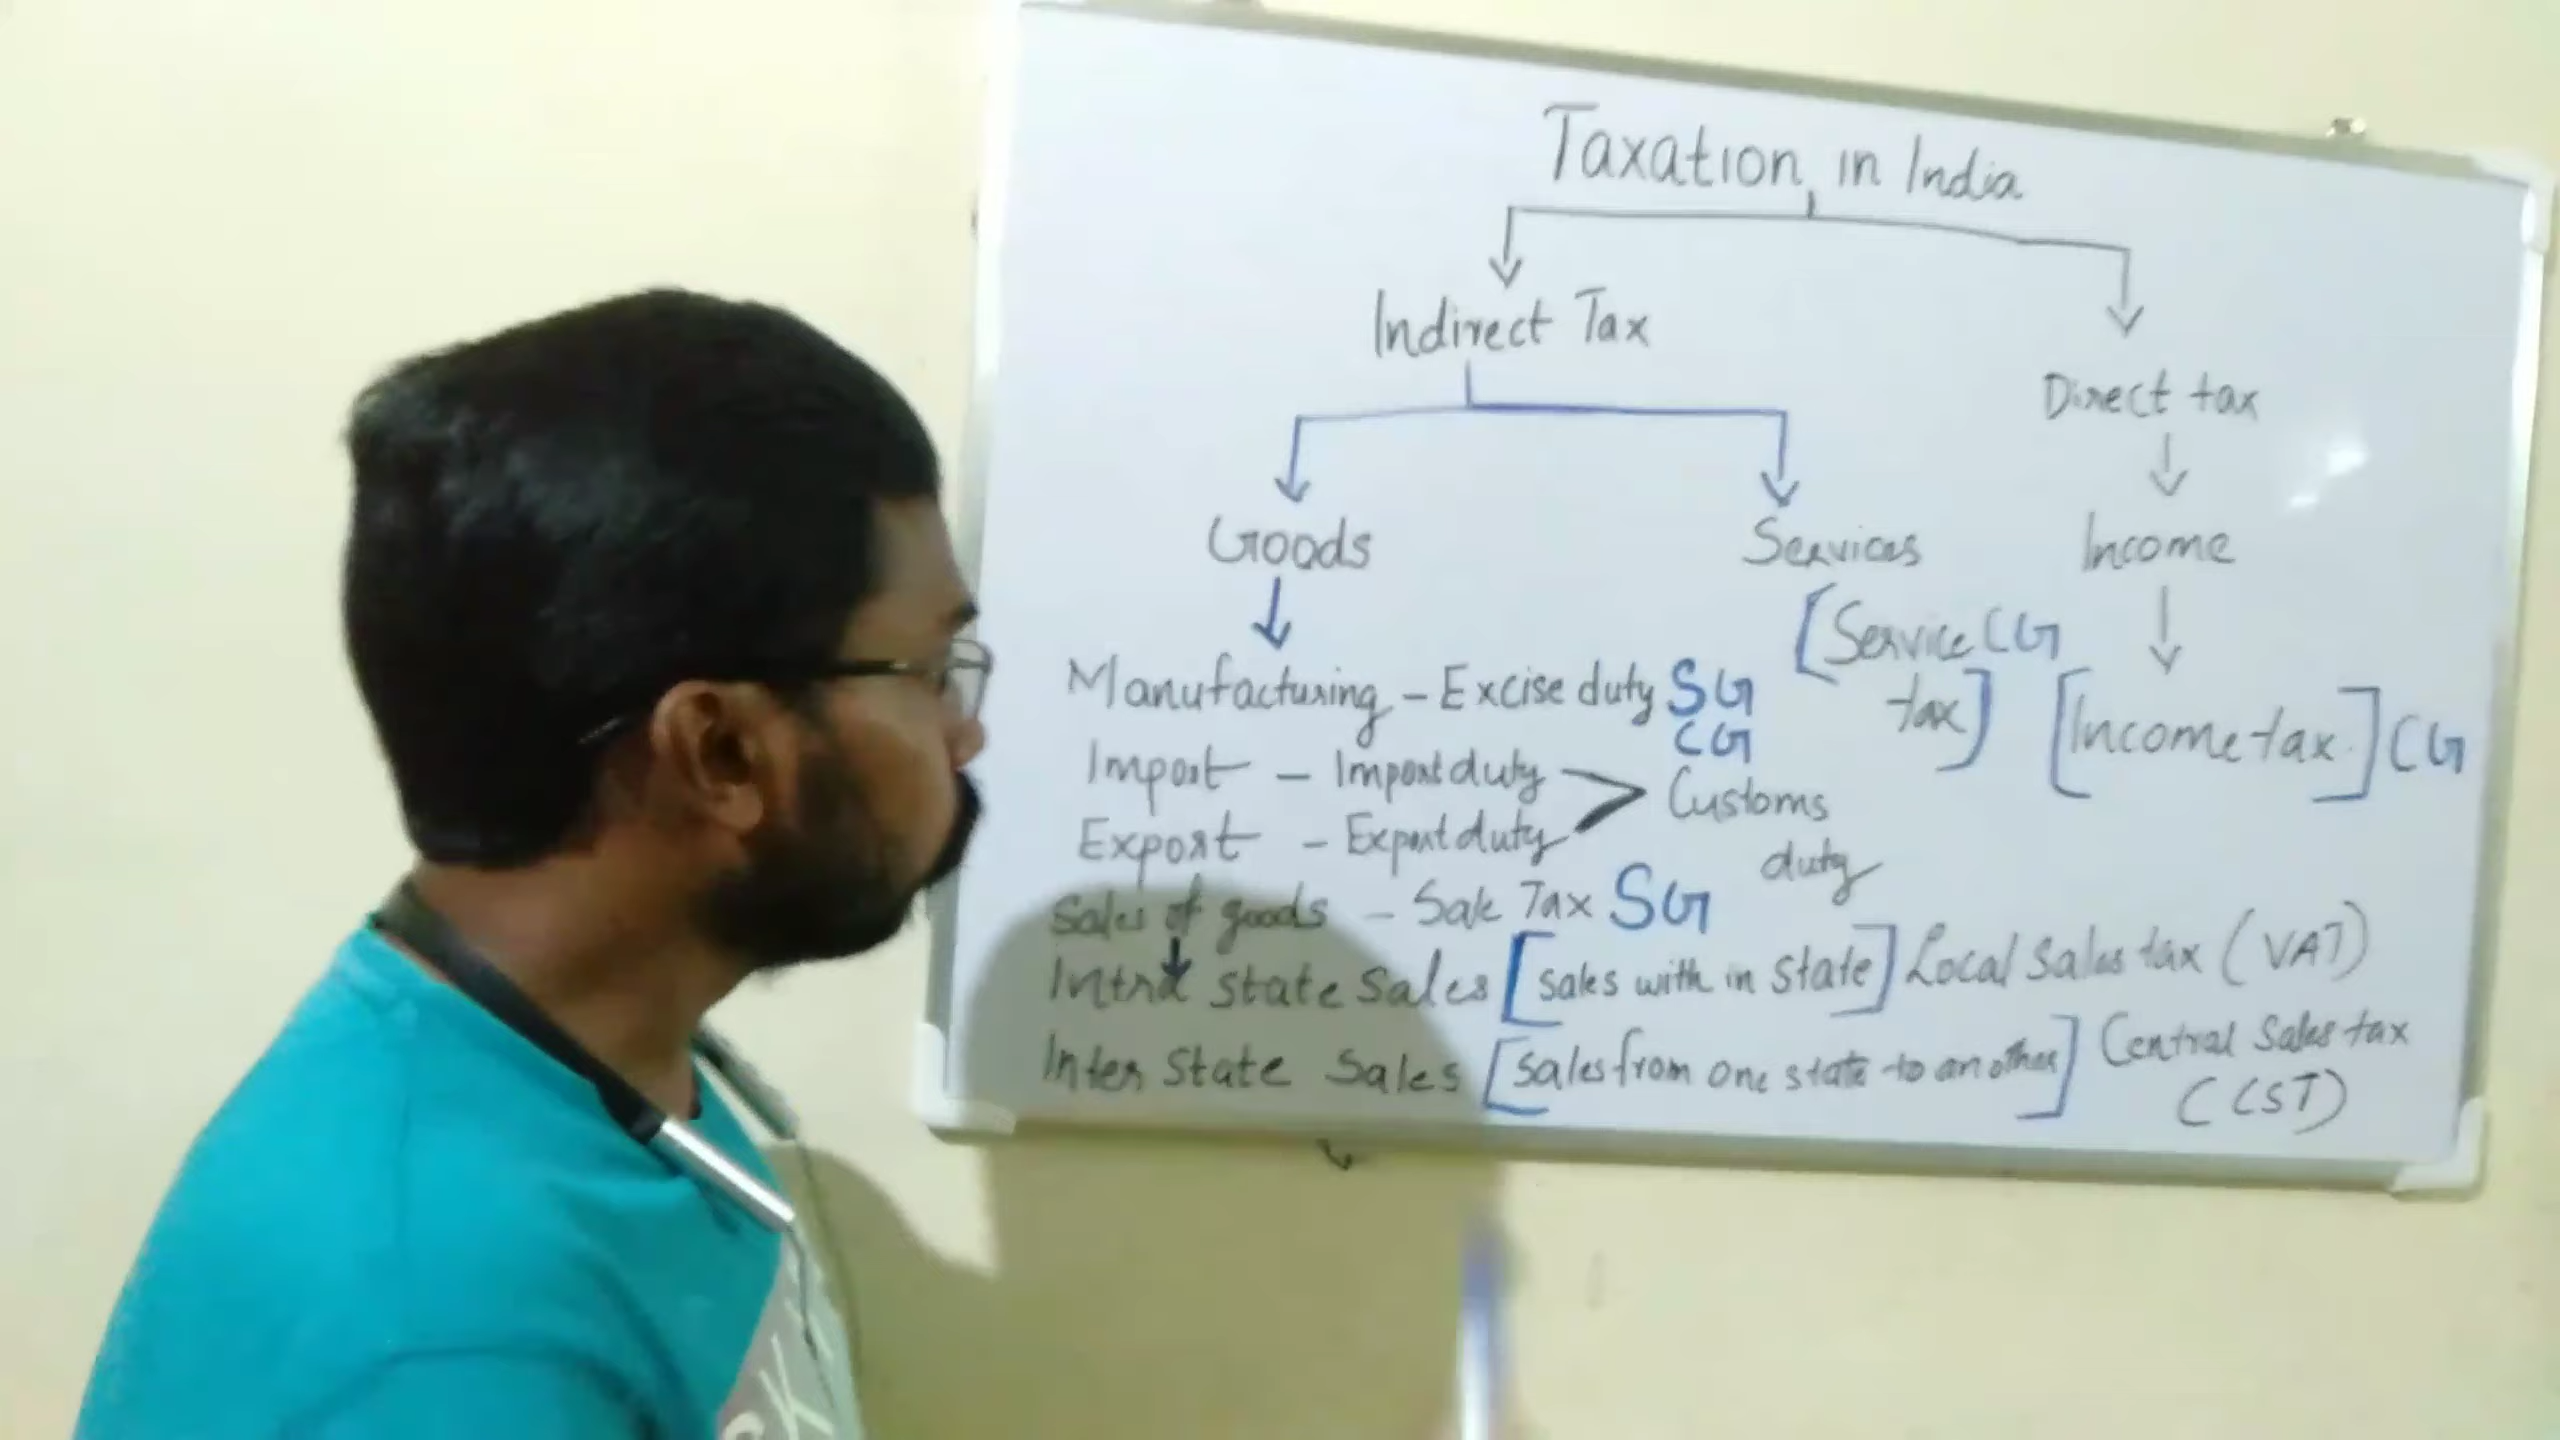 Taxation in India
Indirect Tax
Direct tax
Goods
Services
Income
[Service CG
tax]
[Income tax.] CG
Manufacturing - Excise duty SG
CG
Import - Import duty
Customs
duty
Export - Export duty
Sales of goods - Sale Tax SG
Intra state Sales [sales with in state] Local Sales tax (VAT)
Inter State Sales [Sales from one state to another] Central Sales tax
(CST)